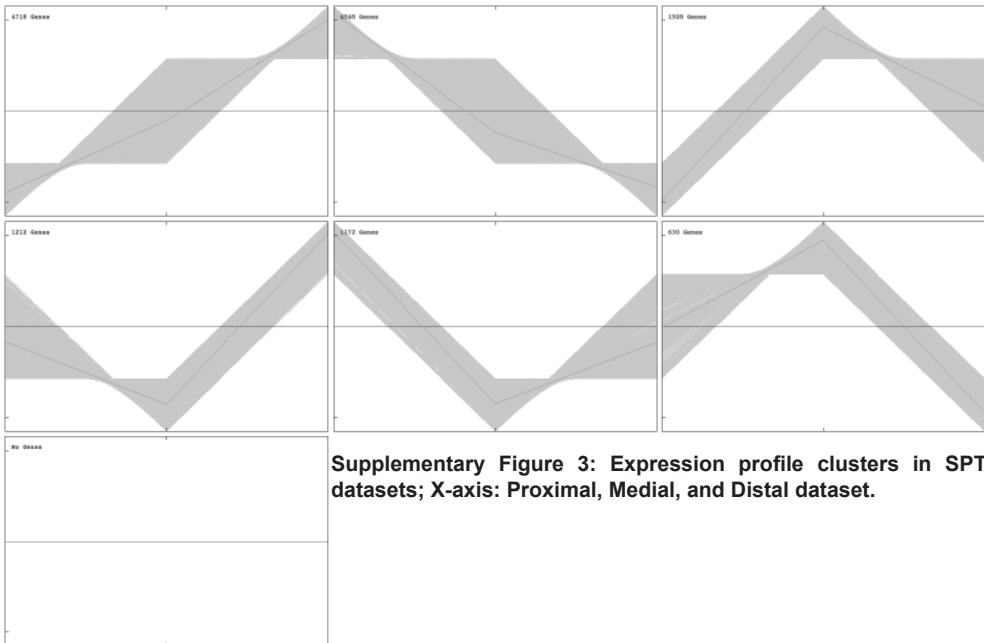 4718 Genes
4848 Genes
1928 Genes
1212 Genes
1172 Genes
630 Genes
No Genes
Supplementary Figure 3: Expression profile clusters in SPT
datasets; X-axis: Proximal, Medial, and Distal dataset.